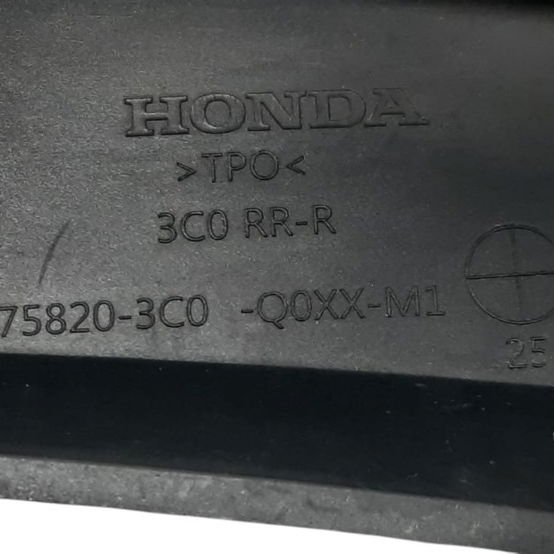 HONDA
>TPO<
3C0 RR-R
75820-3C0 -Q0XX-M1
25